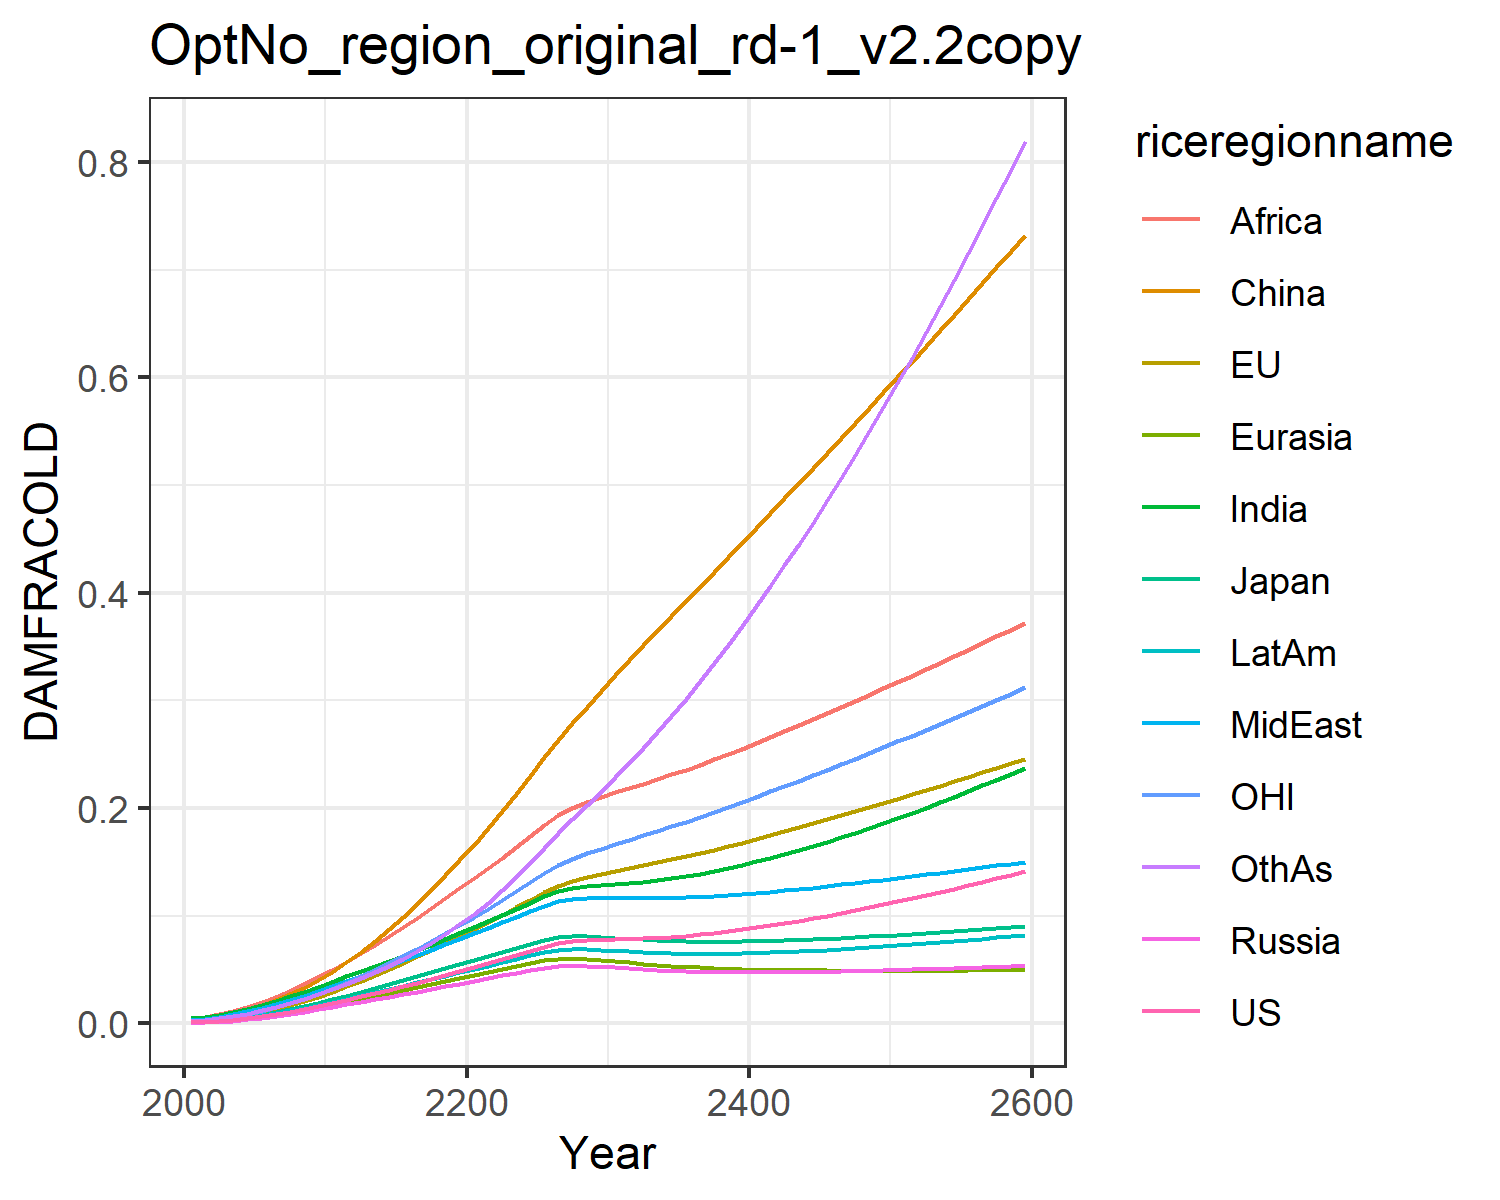 OptNo_region_original_rd-1_v2.2copy
DAMFRACOLD
0.8
0.6
0.4
0.2
0.0
2000
2200
2400
2600
Year
riceregionname
Africa
China
EU
Eurasia
India
Japan
LatAm
MidEast
OHI
OthAs
Russia
US